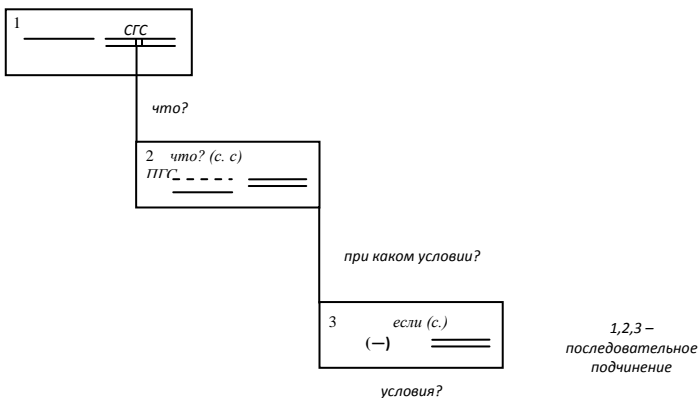 1
СГС
что?
2 что? (с. с)
ПГС
при каком условии?
3 если (с.)
(—)
1,2,3 –
последовательное
подчинение
условия?